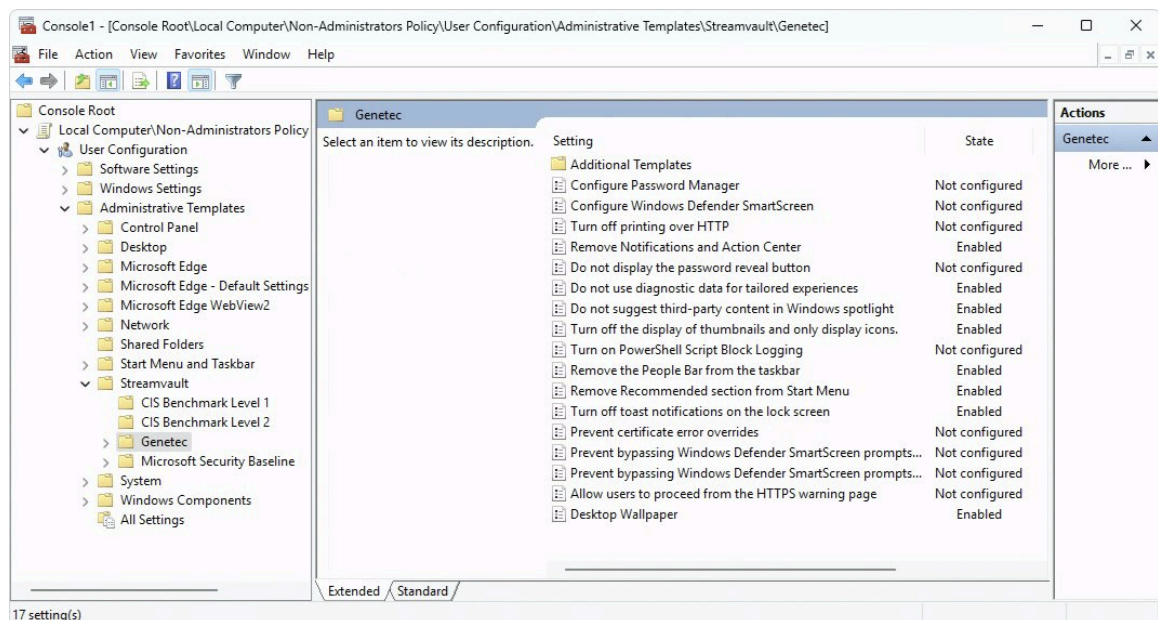 Console1 - [Console Root\Local Computer\Non-Administrators Policy\User Configuration\Administrative Templates\Streamvault\Genetec]
File Action View Favorites Window Help
Console Root
Local Computer\Non-Administrators Policy
User Configuration
Software Settings
Windows Settings
Administrative Templates
Control Panel
Desktop
Microsoft Edge
Microsoft Edge - Default Settings
Microsoft Edge WebView2
Network
Shared Folders
Start Menu and Taskbar
Streamvault
CIS Benchmark Level 1
CIS Benchmark Level 2
Genetec
Microsoft Security Baseline
System
Windows Components
All Settings
Genetec
Select an item to view its description.
Setting State
Additional Templates
Configure Password Manager Not configured
Configure Windows Defender SmartScreen Not configured
Turn off printing over HTTP Not configured
Remove Notifications and Action Center Enabled
Do not display the password reveal button Not configured
Do not use diagnostic data for tailored experiences Enabled
Do not suggest third-party content in Windows spotlight Enabled
Turn off the display of thumbnails and only display icons. Enabled
Turn on PowerShell Script Block Logging Not configured
Remove the People Bar from the taskbar Enabled
Remove Recommended section from Start Menu Enabled
Turn off toast notifications on the lock screen Enabled
Prevent certificate error overrides Not configured
Prevent bypassing Windows Defender SmartScreen prompts... Not configured
Prevent bypassing Windows Defender SmartScreen prompts... Not configured
Allow users to proceed from the HTTPS warning page Not configured
Desktop Wallpaper Enabled
Extended Standard
Actions
Genetec
More ...
17 setting(s)